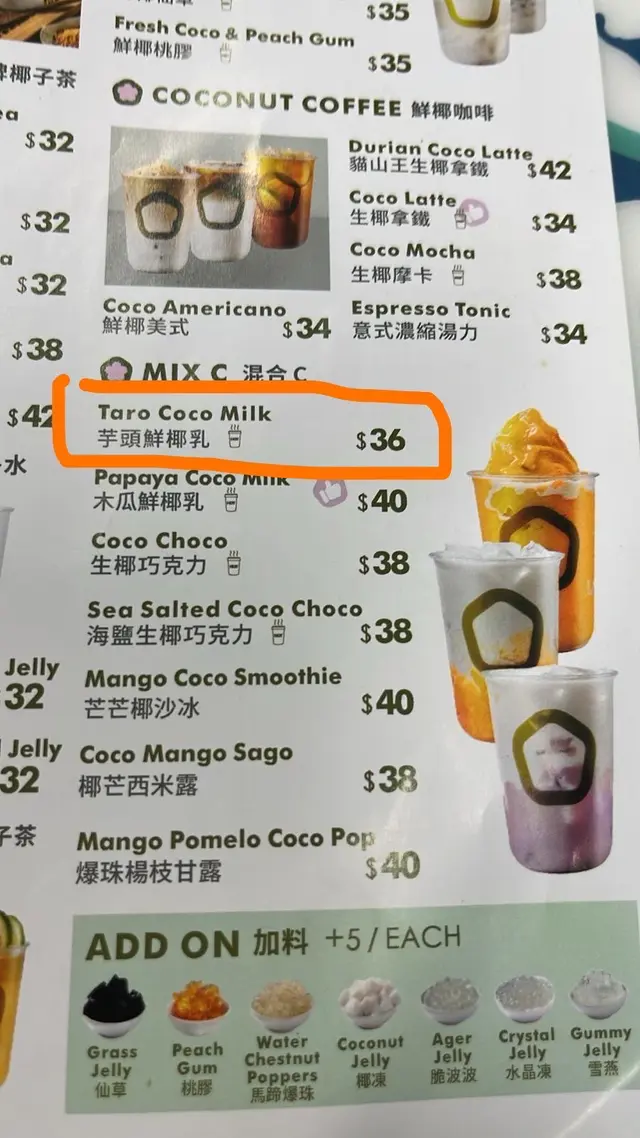 $35
Fresh Coco & Peach Gum
鮮椰桃膠
$35
椰子茶
$32
$32
$32
$38
$42
水
Jelly
32
Jelly
32
子茶
COCONUT COFFEE 鮮椰咖啡
Durian Coco Latte
貓山王生椰拿鐵 $42
Coco Latte
生椰拿鐵 $34
Coco Mocha
生椰摩卡 $38
Coco Americano
鮮椰美式 $34
Espresso Tonic
意式濃縮湯力 $34
MIX C 混合 C
Taro Coco Milk
芋頭鮮椰乳 $36
Papaya Coco Milk
木瓜鮮椰乳 $40
Coco Choco
生椰巧克力 $38
Sea Salted Coco Choco
海鹽生椰巧克力 $38
Mango Coco Smoothie
芒芒椰沙冰 $40
Coco Mango Sago
椰芒西米露 $38
Mango Pomelo Coco Pop
爆珠楊枝甘露 $40
ADD ON 加料 +5/EACH
Grass Jelly
仙草
Peach Gum
桃膠
Water Chestnut Poppers
馬蹄爆珠
Coconut Jelly
椰凍
Ager Jelly
脆波波
Crystal Jelly
水晶凍
Gummy Jelly
雪燕